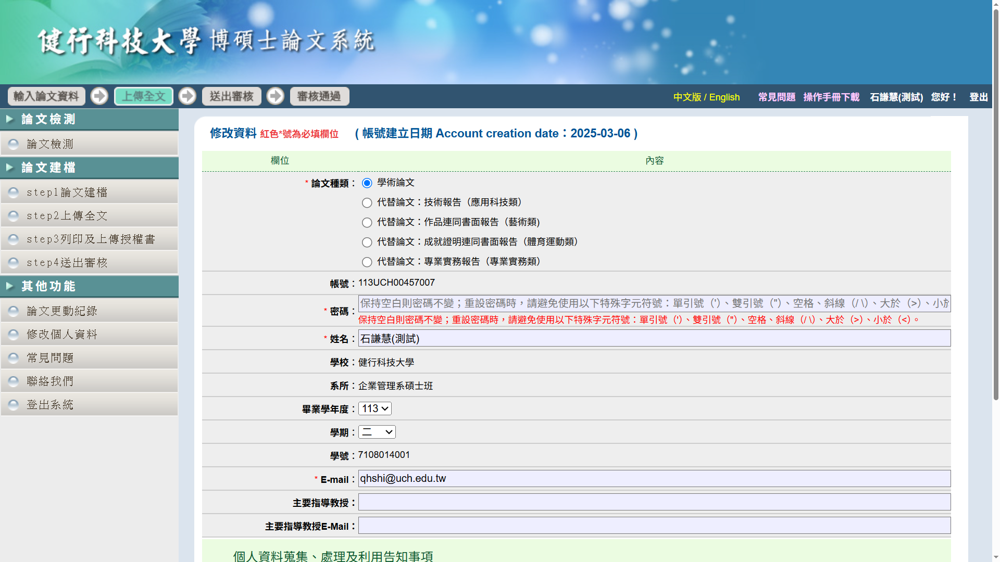 健行科技大學 博碩士論文系統
輸入論文資料 上傳全文 送出審核 審核通過 中文版 / English 常見問題 操作手冊下載 石謙慧(測試) 您好！ 登出
論文檢測
論文檢測
論文建檔
step1論文建檔
step2上傳全文
step3列印及上傳授權書
step4送出審核
其他功能
論文更動紀錄
修改個人資料
常見問題
聯絡我們
登出系統
修改資料 紅色*號為必填欄位 ( 帳號建立日期 Account creation date：2025-03-06 )
欄位 內容
* 論文種類： 學術論文
代替論文：技術報告（應用科技類）
代替論文：作品連同書面報告（藝術類)
代替論文：成就證明連同書面報告（體育運動類）
代替論文：專業實務報告（專業實務類）
帳號：113UCH00457007
* 密碼：保持空白則密碼不變；重設密碼時，請避免使用以下特殊字元符號：單引號（'）、雙引號（"）、空格、斜線（/ \）、大於（>）、小於
保持空白則密碼不變；重設密碼時，請避免使用以下特殊字元符號：單引號（'）、雙引號（"）、空格、斜線（/ \）、大於（>）、小於（<）。
* 姓名：石謙慧(測試)
學校：健行科技大學
系所：企業管理系碩士班
畢業學年度：113
學期：二
學號：7108014001
* E-mail：qhshi@uch.edu.tw
主要指導教授：
主要指導教授E-Mail：
個人資料蒐集、處理及利用告知事項